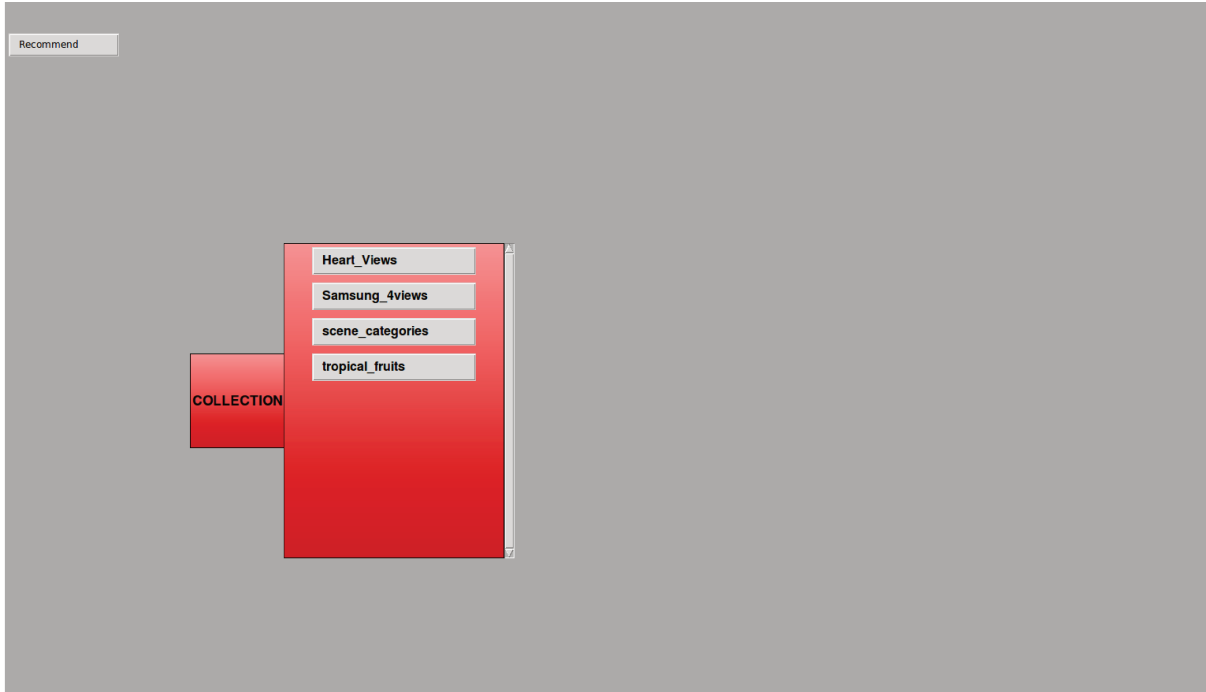 Recommend
Heart_Views
Samsung_4views
scene_categories
tropical_fruits
COLLECTION